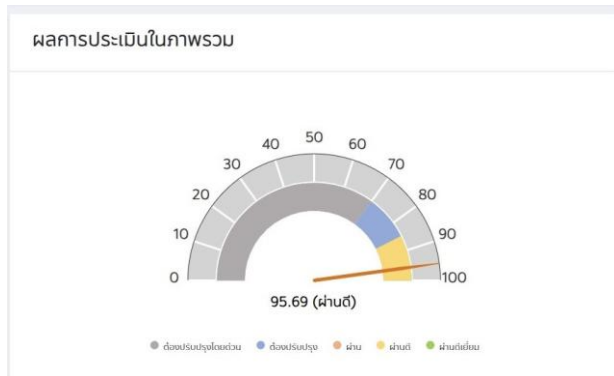 ผลการประเมินในภาพรวม
50
40 60
30 70
20 80
10 90
0 100
95.69 (ผ่านดี)
ต้องปรับปรุงโดยด่วน ต้องปรับปรุง ผ่าน ผ่านดี ผ่านดีเยี่ยม